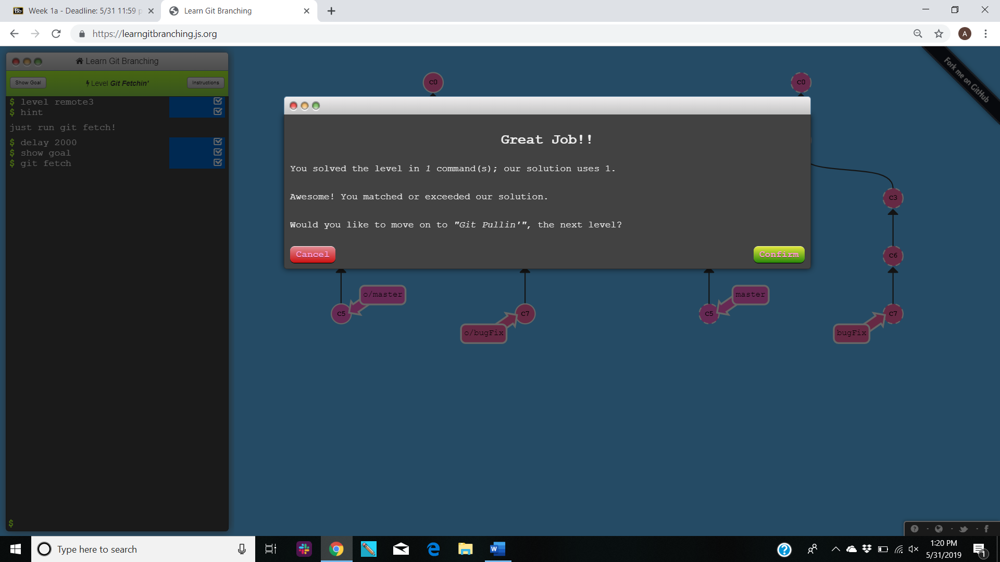 Bb Week 1a - Deadline: 5/31 11:59 p
Learn Git Branching
https://learngitbranching.js.org
A
Learn Git Branching
Show Goal
Level Git Fetchin'
Instructions
$ level remote3
$ hint
just run git fetch!
$ delay 2000
$ show goal
$ git fetch
$
Fork me on GitHub
C0
C0
Great Job!!
You solved the level in 1 command(s); our solution uses 1.
Awesome! You matched or exceeded our solution.
Would you like to move on to "Git Pullin'", the next level?
Cancel
Confirm
C3
C6
o/master
master
C5
C7
C5
C7
o/bugFix
bugFix
Type here to search
1:20 PM
5/31/2019
1